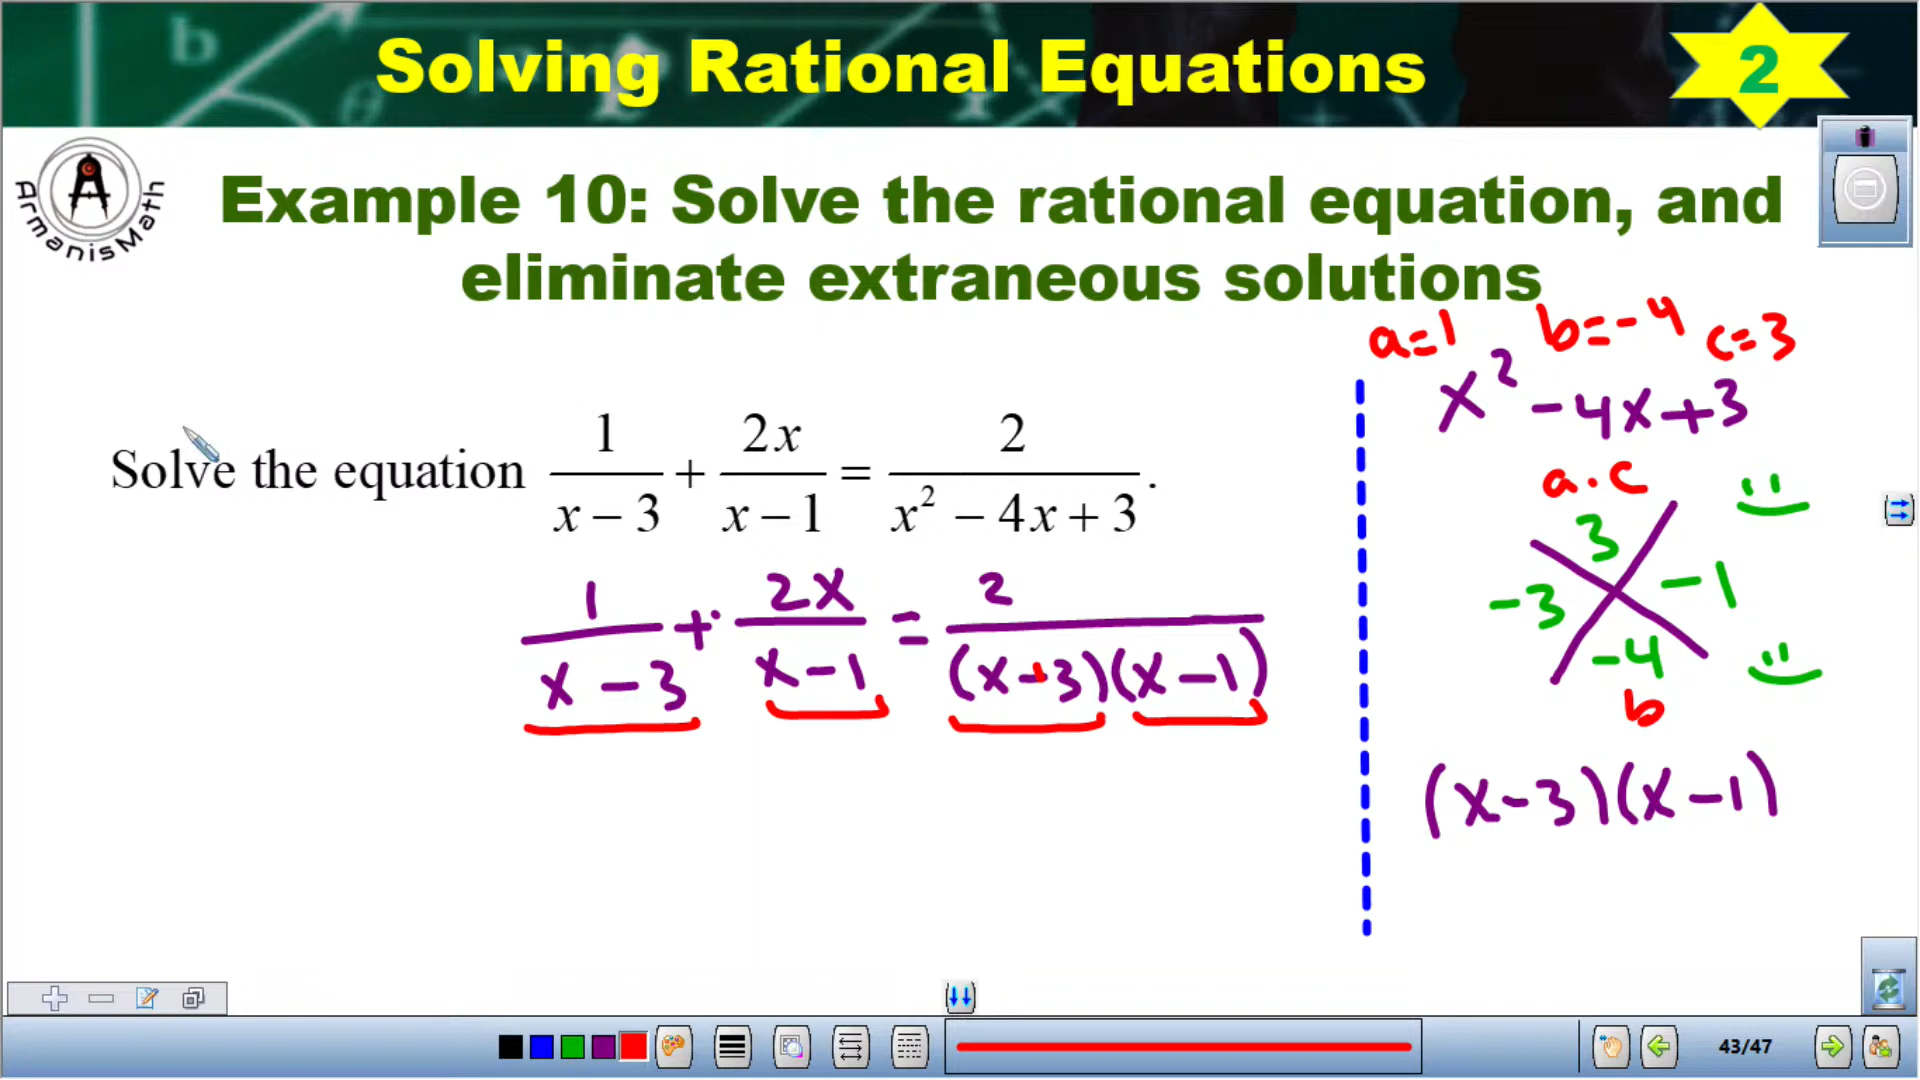 Solving Rational Equations
2
ArmanisMath
Example 10: Solve the rational equation, and
eliminate extraneous solutions
Solve the equation 1/(x − 3) + 2x/(x − 1) = 2/(x² − 4x + 3).
1/(x − 3) + 2x/(x − 1) = 2/((x − 3)(x − 1))
a=1 b=-4 c=3
x² - 4x + 3
a·c
3
-3 -1
-4
b
(x-3)(x-1)
43/47